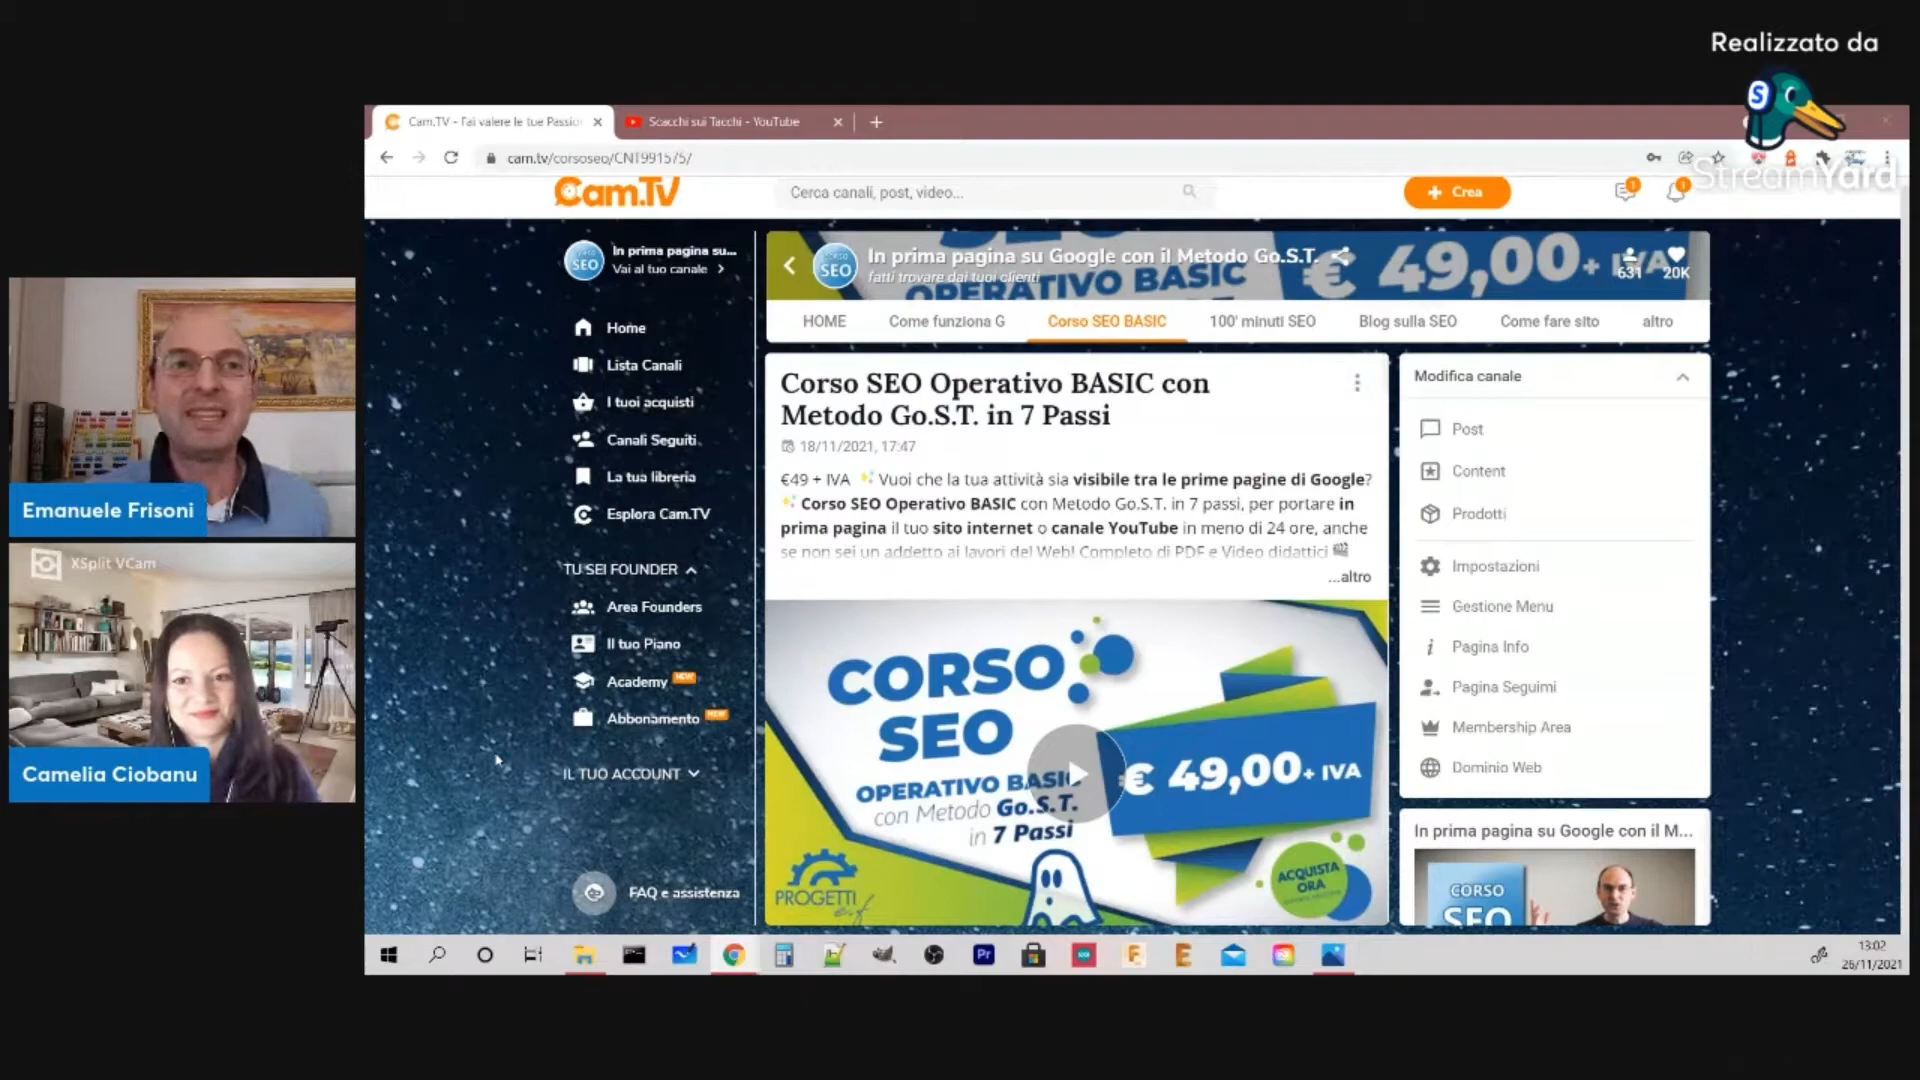 Realizzato da
StreamYard
Cam.TV - Fai valere le tue Passion
Scacchi sui Tacchi - YouTube
cam.tv/corsoseo/CNT991575/
Cam.TV
Cerca canali, post, video...
Crea
1
1
SEO
In prima pagina su...
Vai al tuo canale
Home
Lista Canali
I tuoi acquisti
Canali Seguiti
La tua libreria
Esplora Cam.TV
TU SEI FOUNDER
Area Founders
Il tuo Piano
Academy NEW
Abbonamento NEW
IL TUO ACCOUNT
FAQ e assistenza
SEO
In prima pagina su Google con il Metodo Go.S.T.
fatti trovare dai tuoi clienti
OPERATIVO BASIC
€ 49,00 + IVA
631
20K
HOME
Come funziona G
Corso SEO BASIC
100' minuti SEO
Blog sulla SEO
Come fare sito
altro
Corso SEO Operativo BASIC con
Metodo Go.S.T. in 7 Passi
18/11/2021, 17:47
€49 + IVA ✨ Vuoi che la tua attività sia visibile tra le prime pagine di Google?
✨ Corso SEO Operativo BASIC con Metodo Go.S.T. in 7 passi, per portare in
prima pagina il tuo sito internet o canale YouTube in meno di 24 ore, anche
se non sei un addetto ai lavori del Web! Completo di PDF e Video didattici
...altro
CORSO
SEO
OPERATIVO BASIC
con Metodo Go.S.T.
in 7 Passi
€ 49,00 + IVA
ACQUISTA
ORA
PROGETTI
e.f.
Modifica canale
Post
Content
Prodotti
Impostazioni
Gestione Menu
Pagina Info
Pagina Seguimi
Membership Area
Dominio Web
In prima pagina su Google con il M...
CORSO
SEO
Emanuele Frisoni
XSplit VCam
Camelia Ciobanu
Pr
13:02
26/11/2021